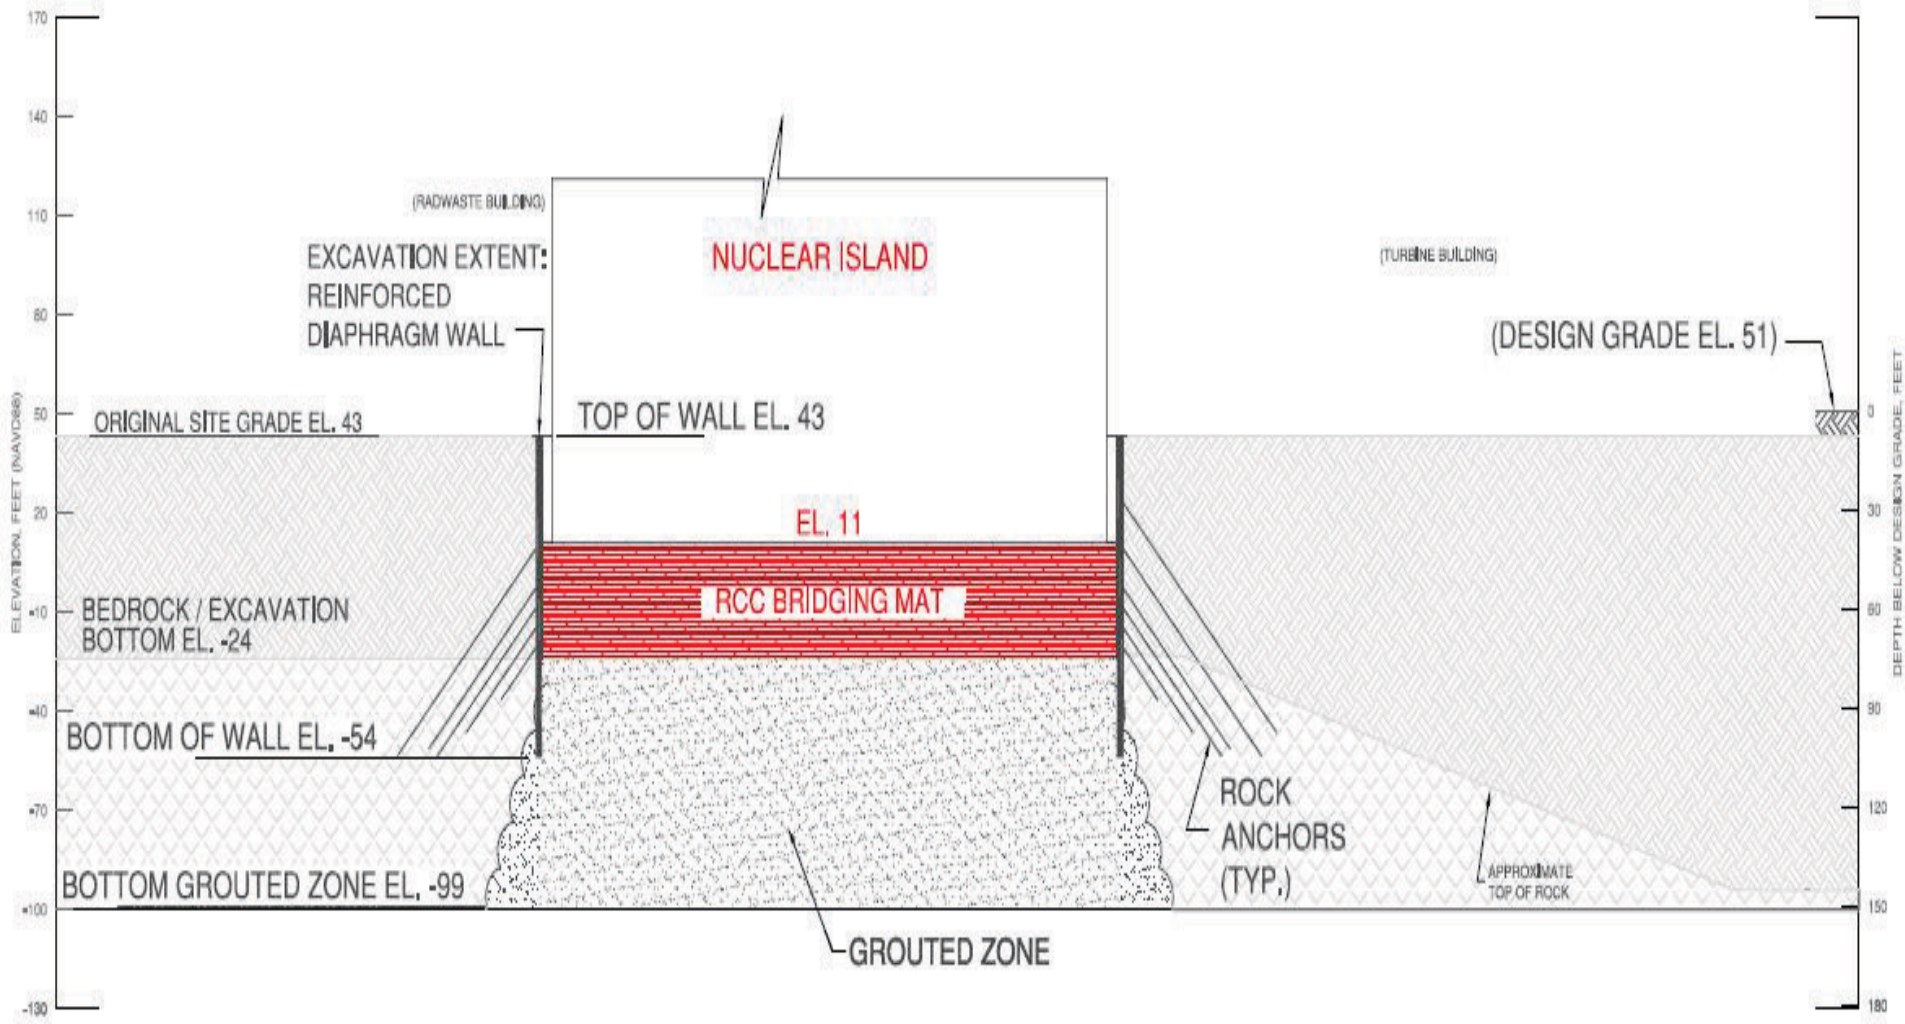 170
140
110
80
50
20
-10
-40
-70
-100
-130
ELEVATION, FEET (NAVD88)
(RADWASTE BUILDING)
EXCAVATION EXTENT:
REINFORCED
DIAPHRAGM WALL
NUCLEAR ISLAND
(TURBINE BUILDING)
(DESIGN GRADE EL. 51)
ORIGINAL SITE GRADE EL. 43
TOP OF WALL EL. 43
EL. 11
RCC BRIDGING MAT
BEDROCK / EXCAVATION
BOTTOM EL. -24
BOTTOM OF WALL EL. -54
ROCK
ANCHORS
(TYP.)
APPROXIMATE
TOP OF ROCK
BOTTOM GROUTED ZONE EL. -99
GROUTED ZONE
0
30
60
90
120
150
180
DEPTH BELOW DESIGN GRADE, FEET